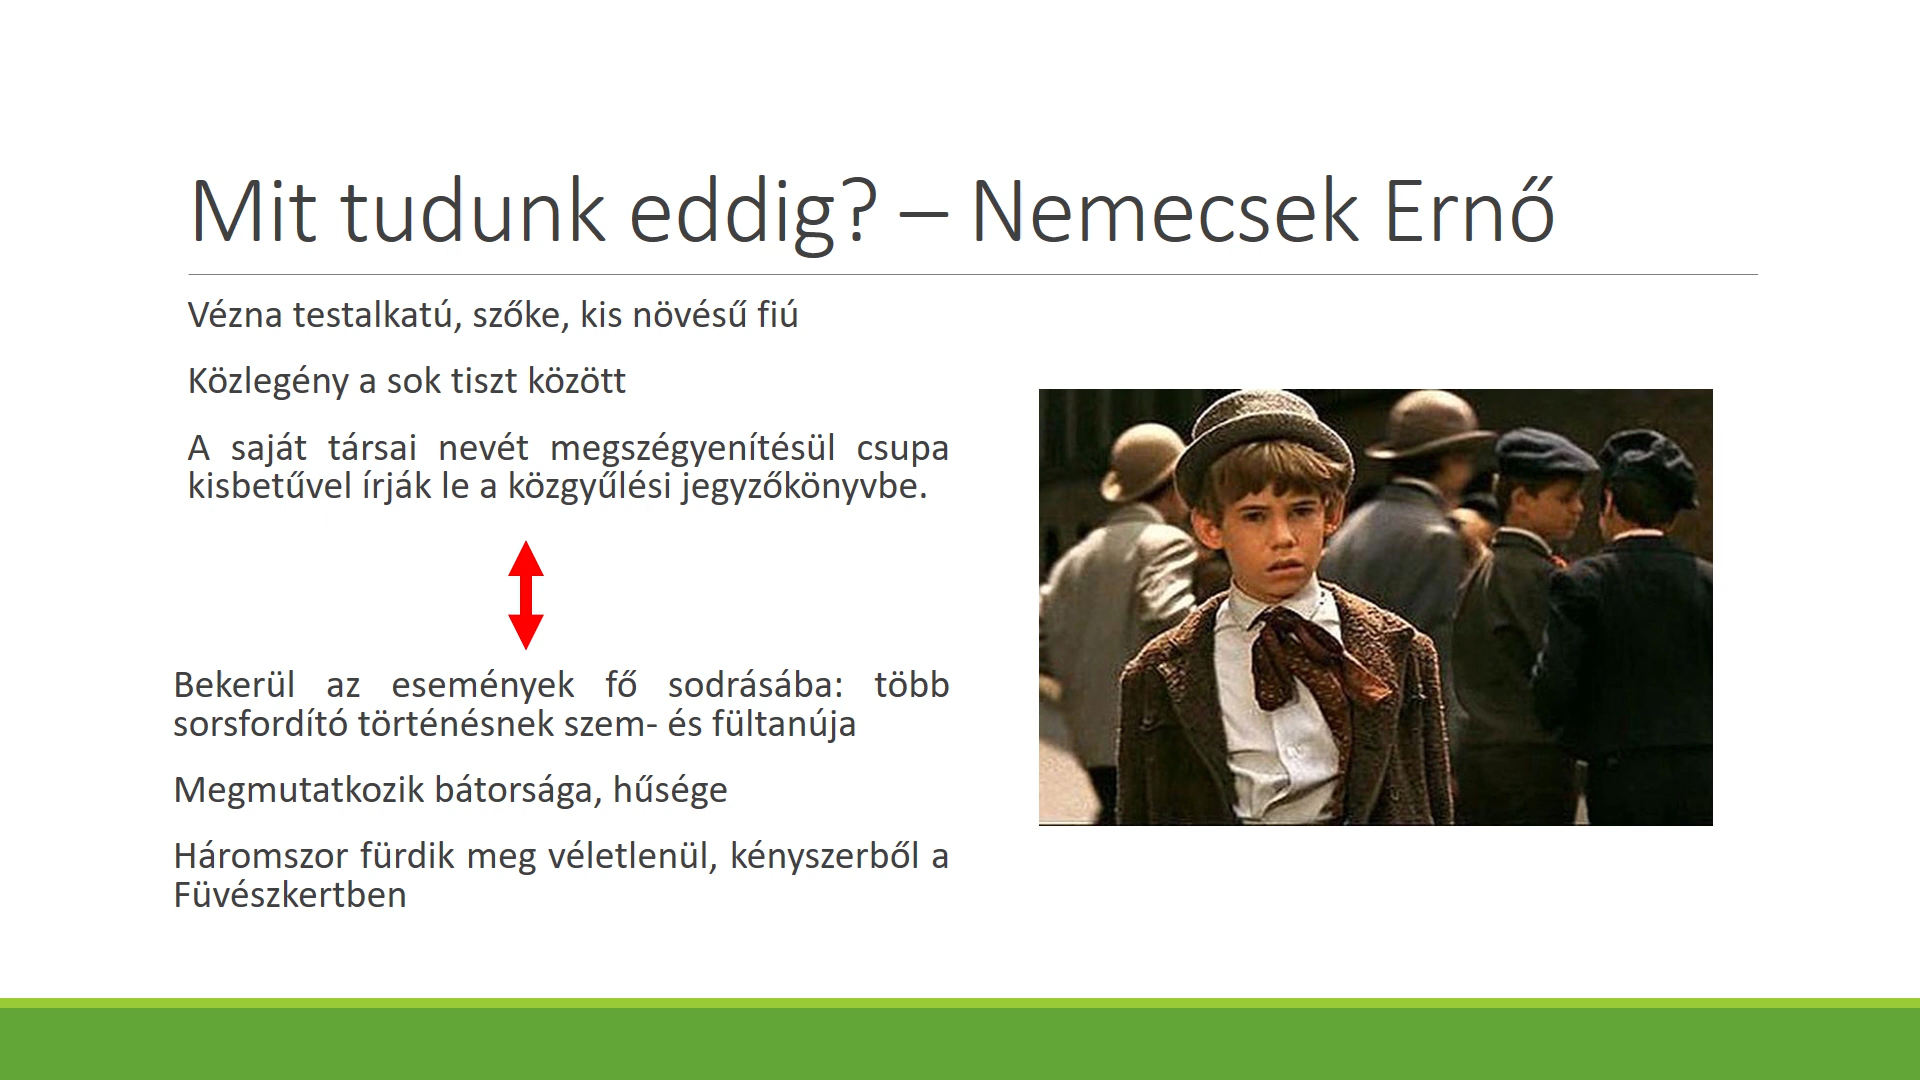 Mit tudunk eddig? – Nemecsek Ernő
Vézna testalkatú, szőke, kis növésű fiú
Közlegény a sok tiszt között
A saját társai nevét megszégyenítésül csupa
kisbetűvel írják le a közgyűlési jegyzőkönyvbe.
Bekerül az események fő sodrásába: több
sorsfordító történésnek szem- és fültanúja
Megmutatkozik bátorsága, hűsége
Háromszor fürdik meg véletlenül, kényszerből a
Füvészkertben